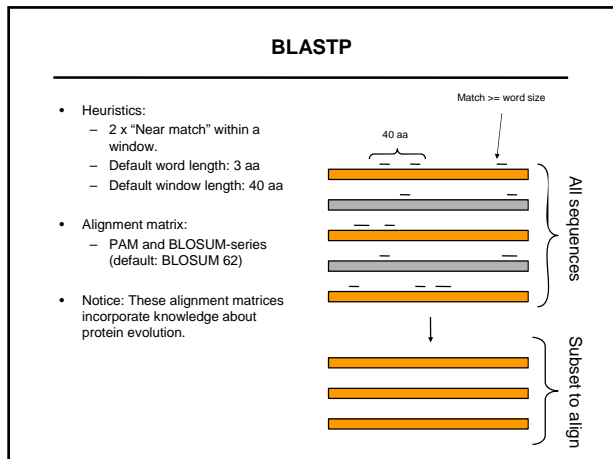 BLASTP
• Heuristics:
– 2 x “Near match” within a
window.
– Default word length: 3 aa
– Default window length: 40 aa
• Alignment matrix:
– PAM and BLOSUM-series
(default: BLOSUM 62)
• Notice: These alignment matrices
incorporate knowledge about
protein evolution.
Match >= word size
40 aa
All sequences
Subset to align